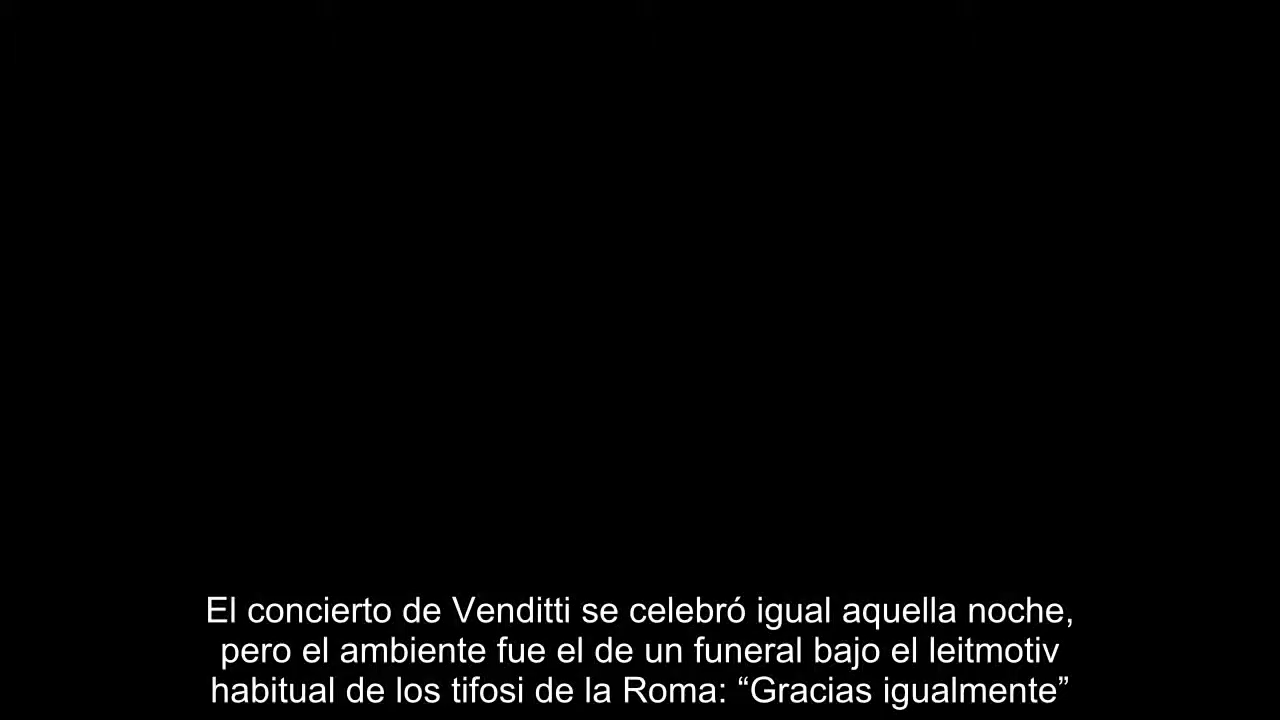 El concierto de Venditti se celebró igual aquella noche,
pero el ambiente fue el de un funeral bajo el leitmotiv
habitual de los tifosi de la Roma: “Gracias igualmente”